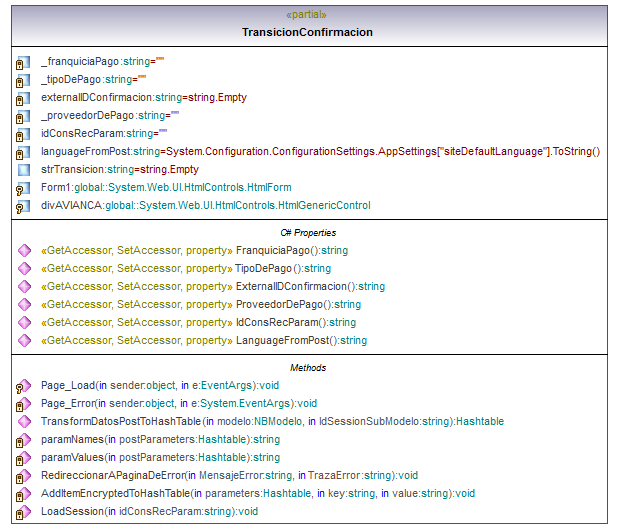 «partial»
TransicionConfirmacion
_franquiciaPago:string=""
_tipoDePago:string=""
externalIDConfirmacion:string=string.Empty
_proveedorDePago:string=""
idConsRecParam:string=""
languageFromPost:string=System.Configuration.ConfigurationSettings.AppSettings["siteDefaultLanguage"].ToString()
strTransicion:string=string.Empty
Form1:global::System.Web.UI.HtmlControls.HtmlForm
divAVIANCA:global::System.Web.UI.HtmlControls.HtmlGenericControl
C# Properties
«GetAccessor, SetAccessor, property» FranquiciaPago():string
«GetAccessor, SetAccessor, property» TipoDePago():string
«GetAccessor, SetAccessor, property» ExternalIDConfirmacion():string
«GetAccessor, SetAccessor, property» ProveedorDePago():string
«GetAccessor, SetAccessor, property» IdConsRecParam():string
«GetAccessor, SetAccessor, property» LanguageFromPost():string
Methods
Page_Load(in sender:object, in e:EventArgs):void
Page_Error(in sender:object, in e:System.EventArgs):void
TransformDatosPostToHashTable(in modelo:NBModelo, in IdSessionSubModelo:string):Hashtable
paramNames(in postParameters:Hashtable):string
paramValues(in postParameters:Hashtable):string
RedireccionarAPaginaDeError(in MensajeError:string, in TrazaError:string):void
AddItemEncryptedToHashTable(in parameters:Hashtable, in key:string, in value:string):void
LoadSession(in idConsRecParam:string):void